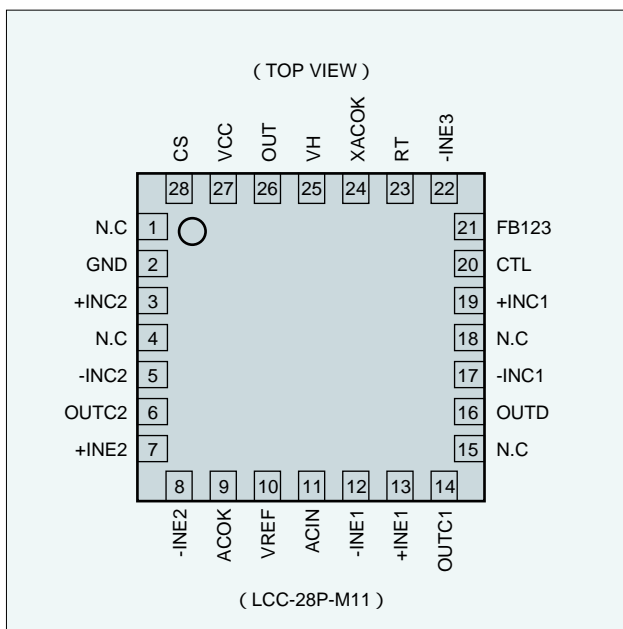 ( TOP VIEW )
CS
VCC
OUT
VH
XACOK
RT
-INE3
28 27 26 25 24 23 22
N.C 1
GND 2
+INC2 3
N.C 4
-INC2 5
OUTC2 6
+INE2 7
21 FB123
20 CTL
19 +INC1
18 N.C
17 -INC1
16 OUTD
15 N.C
8 9 10 11 12 13 14
-INE2
ACOK
VREF
ACIN
-INE1
+INE1
OUTC1
( LCC-28P-M11 )